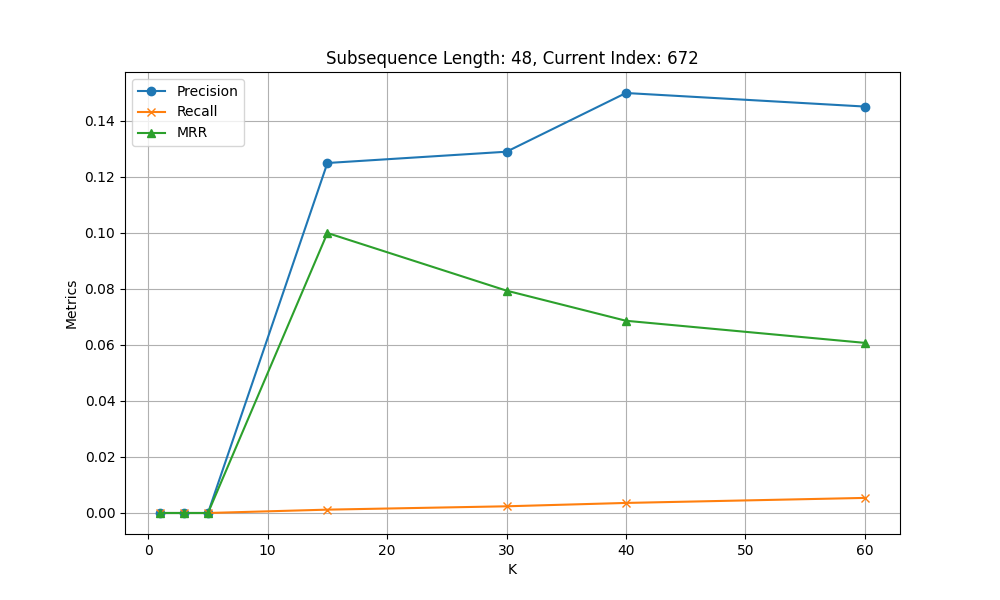 Subsequence Length: 48, Current Index: 672
Precision
Recall
MRR
0.14
0.12
0.10
0.08
0.06
0.04
0.02
0.00
Metrics
0 10 20 30 40 50 60
K